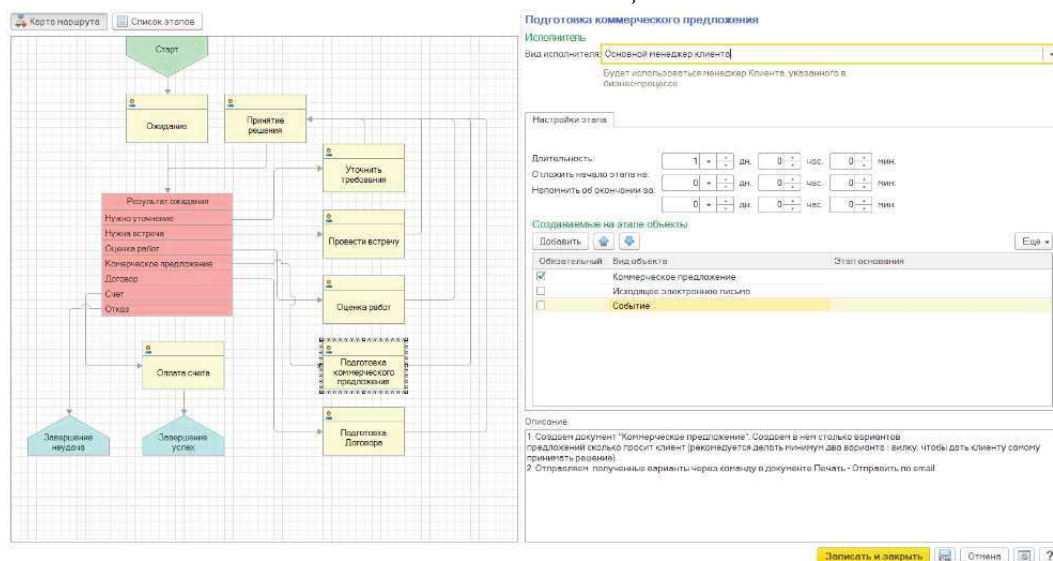 Карта маршрута
Список этапов
Старт
Ожидание
Принятие
решения
Уточнить
требования
Результат ожидания
Нужно уточнение
Нужна встреча
Оценка работ
Комерческое предложение
Договор
Счет
Отказ
Провести встречу
Оценка работ
Оплата счета
Подготовка
коммерческого
предложения
Завершение
неудача
Завершение
успех
Подготовка
Договора
Подготовка коммерческого предложения
Исполнитель
Вид исполнителя: Основной менеджер клиента
Будет использоваться менеджер Клиента, указанного в
бизнес-процессе
Настройки этапа
Длительность: 1 дн. 0 час. 0 мин.
Отложить начало этапа на: 0 дн. 0 час. 0 мин.
Напомнить об окончании за: 0 дн. 0 час. 0 мин
Создаваемые на этапе объекты
Добавить
Еще
Обязательный Вид объекта Этап основания
Коммерческое предложение
Исходящее электронное письмо
Событие
Описание:
1. Создаем документ "Коммерческое предложение". Создаем в нем столько вариантов
предложений сколько просит клиент (рекомедуется делать минимум два варианта - вилку, чтобы дать клиенту самому
принимать решение).
2. Отправляем полученные варианты через команду в документе Печать - Отправить по email.
Записать и закрыть
Отмена
?